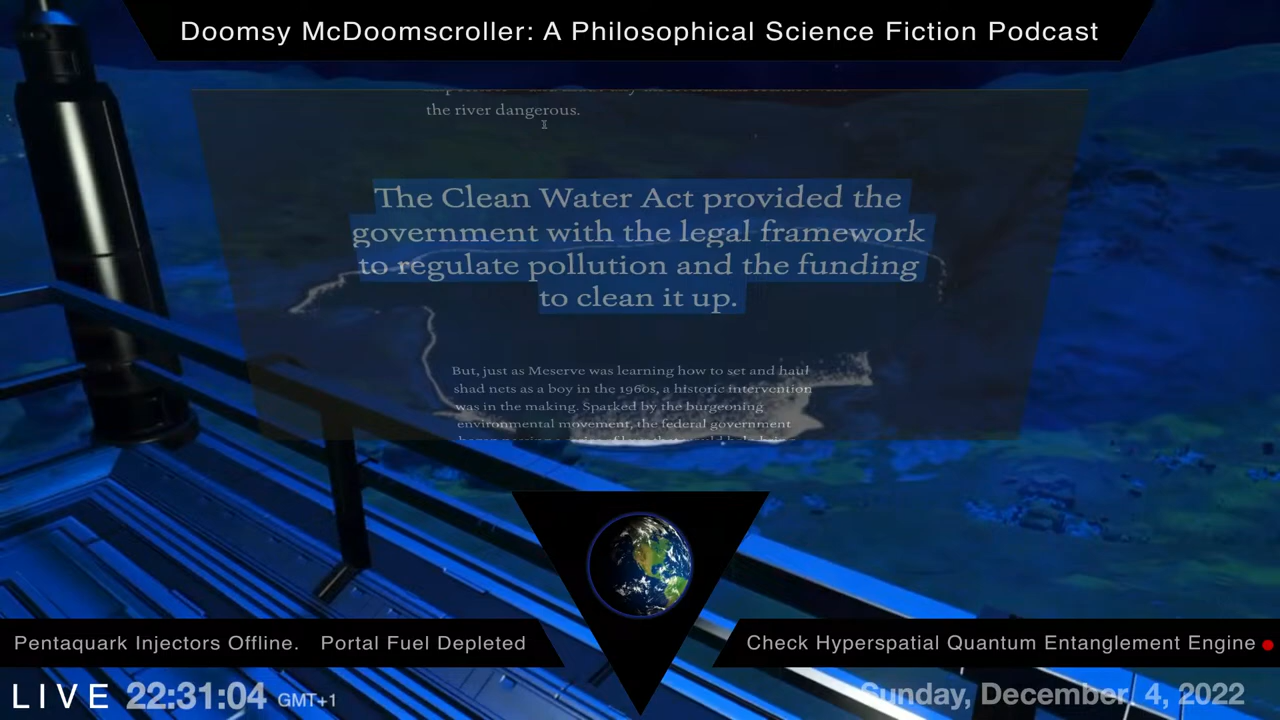 Doomsy McDoomscroller: A Philosophical Science Fiction Podcast
the river dangerous.
The Clean Water Act provided the
government with the legal framework
to regulate pollution and the funding
to clean it up.
But, just as Meserve was learning how to set and haul
shad nets as a boy in the 1960s, a historic intervention
was in the making. Sparked by the burgeoning
environmental movement, the federal government
Pentaquark Injectors Offline. Portal Fuel Depleted
Check Hyperspatial Quantum Entanglement Engine
LIVE 22:31:04 GMT+1
Sunday, December 4, 2022